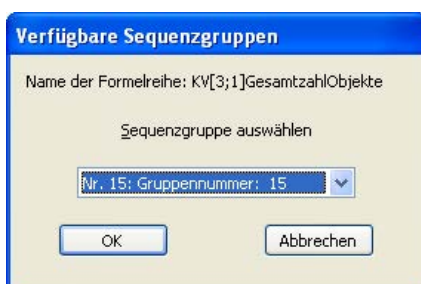 Verfügbare Sequenzgruppen
Name der Formelreihe: KV[3;1]GesamtzahlObjekte
Sequenzgruppe auswählen
Nr. 15: Gruppennummer: 15
OK Abbrechen